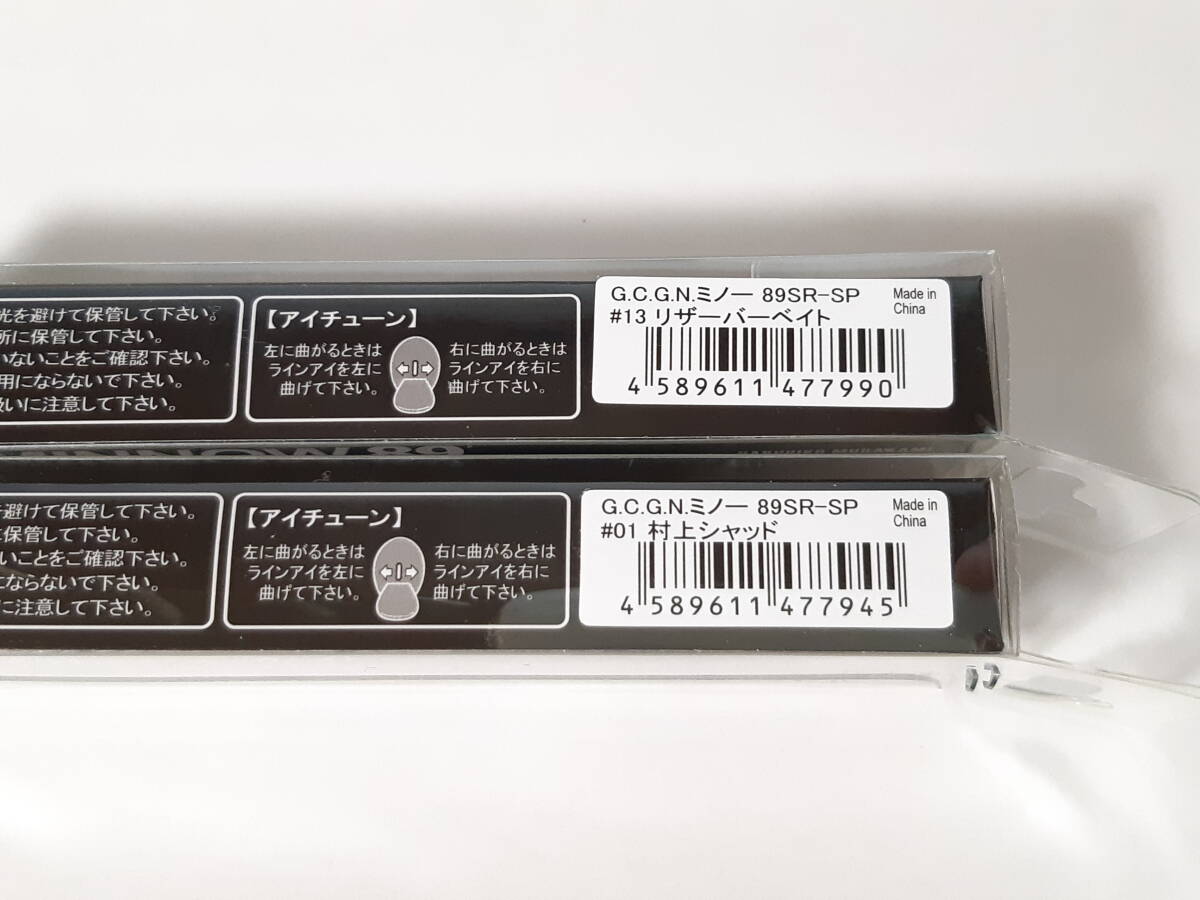 光を避けて保管して下さい。
所に保管して下さい。
いないことをご確認下さい。
用にならないで下さい。
扱いに注意して下さい。
【アイチューン】
左に曲がるときは
ラインアイを左に
曲げて下さい。
右に曲がるときは
ラインアイを右に
曲げて下さい。
G.C.G.N.ミノー 89SR-SP
#13 リザーバーベイト
Made in
China
4 589611 477990
避けて保管して下さい。
に保管して下さい。
いことをご確認下さい。
にならないで下さい。
に注意して下さい。
【アイチューン】
左に曲がるときは
ラインアイを左に
曲げて下さい。
右に曲がるときは
ラインアイを右に
曲げて下さい。
G.C.G.N.ミノー 89SR-SP
#01 村上シャッド
Made in
China
4 589611 477945